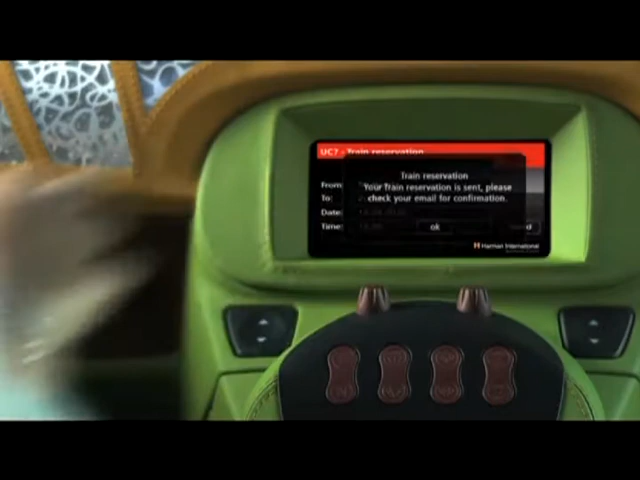 UC7 - Train reservation
Train reservation
Your Train reservation is sent, please
check your email for confirmation.
From:
To:
Date:
Time:
ok
Harman International